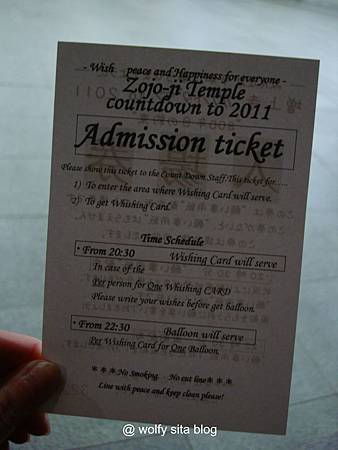 - Wish peace and Happiness for everyone -
Zojo-ji Temple
countdown to 2011
Admission ticket
Please show this ticket to the Count Down Staff,This ticket for.....
1) To enter the area where Wishing Card will serve.
2) To get Whishing Card.
Time Schedule
・From 20:30 Wishing Card will serve
In case of the
Per person for One Whishing CARD
Please write your wishes before get balloon.
・From 22:30 Balloon will serve
Per Wishing Card for One Balloon.
＊＊＊No Smoking No cut line＊＊＊
Line with peace and keep clean please!
@ wolfy sita blog